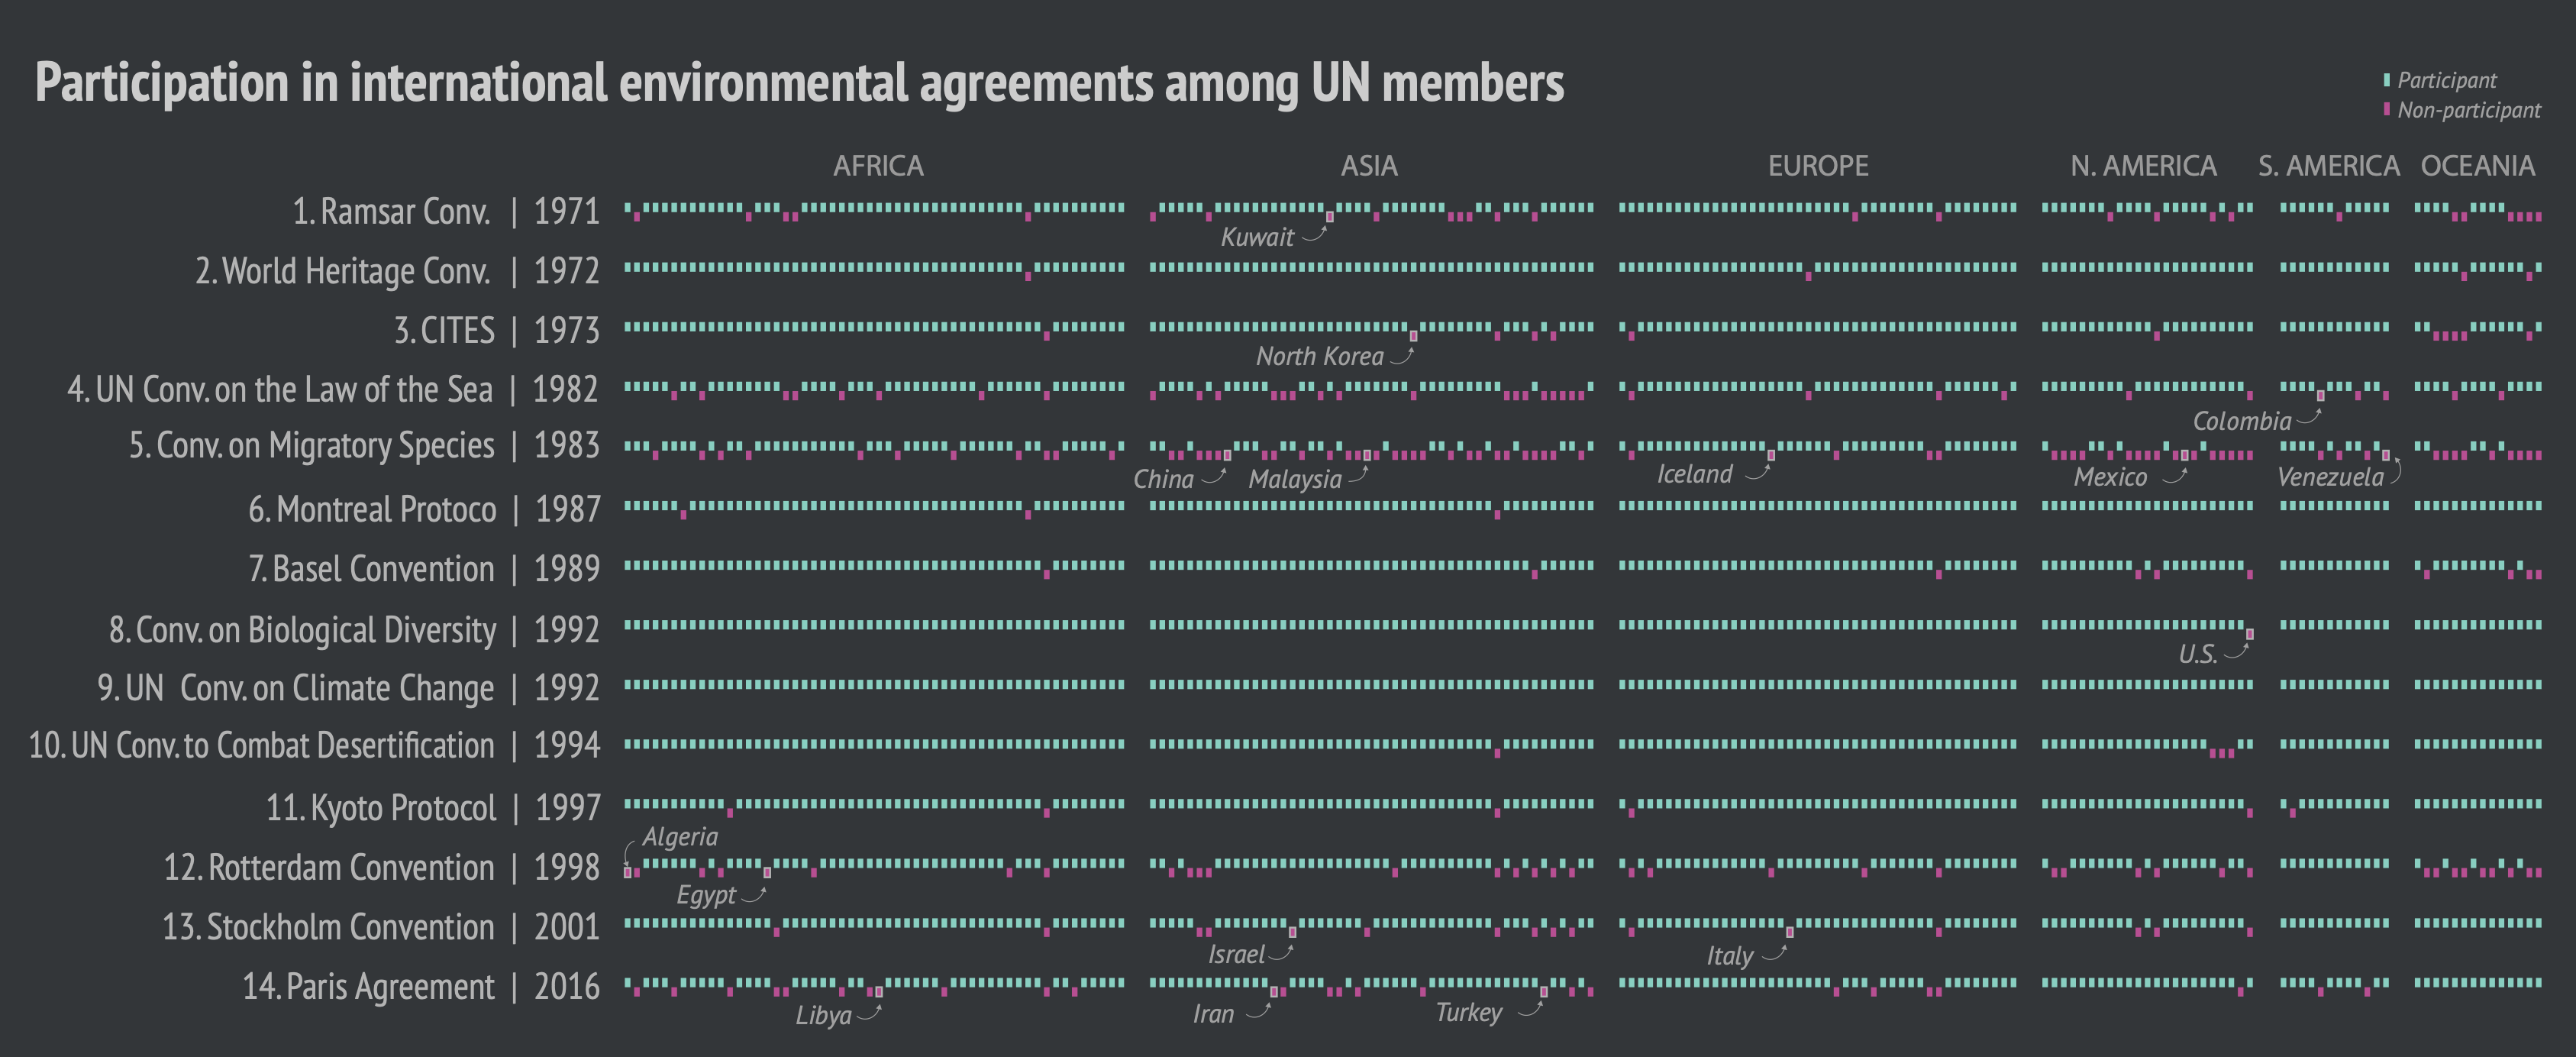 Participation in international environmental agreements among UN members
Participant
Non-participant
AFRICA ASIA EUROPE N. AMERICA S. AMERICA OCEANIA
1. Ramsar Conv. | 1971
Kuwait
2. World Heritage Conv. | 1972
3. CITES | 1973
North Korea
4. UN Conv. on the Law of the Sea | 1982
Colombia
5. Conv. on Migratory Species | 1983
China Malaysia Iceland Mexico Venezuela
6. Montreal Protoco | 1987
7. Basel Convention | 1989
8. Conv. on Biological Diversity | 1992
U.S.
9. UN Conv. on Climate Change | 1992
10. UN Conv. to Combat Desertification | 1994
11. Kyoto Protocol | 1997
Algeria
12. Rotterdam Convention | 1998
Egypt
13. Stockholm Convention | 2001
Israel Italy
14. Paris Agreement | 2016
Libya Iran Turkey